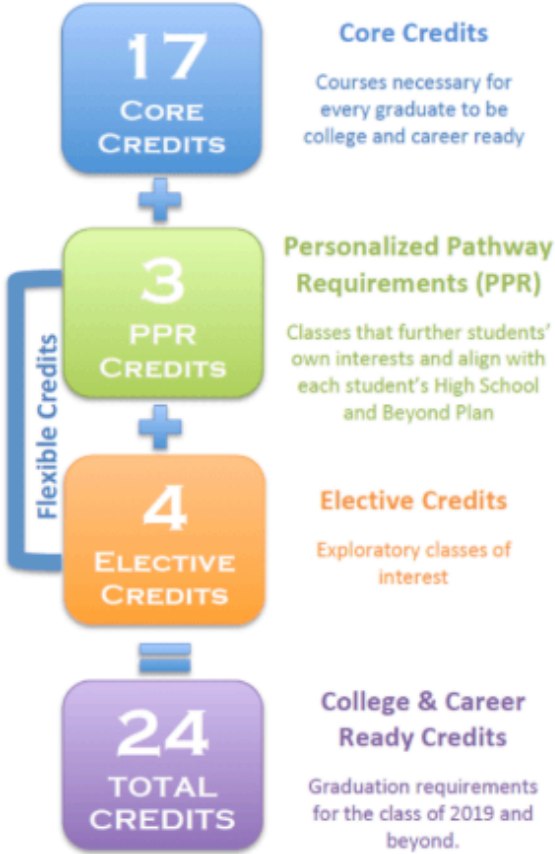 17
CORE
CREDITS
Core Credits
Courses necessary for
every graduate to be
college and career ready
+
Flexible Credits
3
PPR
CREDITS
Personalized Pathway
Requirements (PPR)
Classes that further students'
own interests and align with
each student's High School
and Beyond Plan
+
4
ELECTIVE
CREDITS
Elective Credits
Exploratory classes of
interest
=
24
TOTAL
CREDITS
College & Career
Ready Credits
Graduation requirements
for the class of 2019 and
beyond.